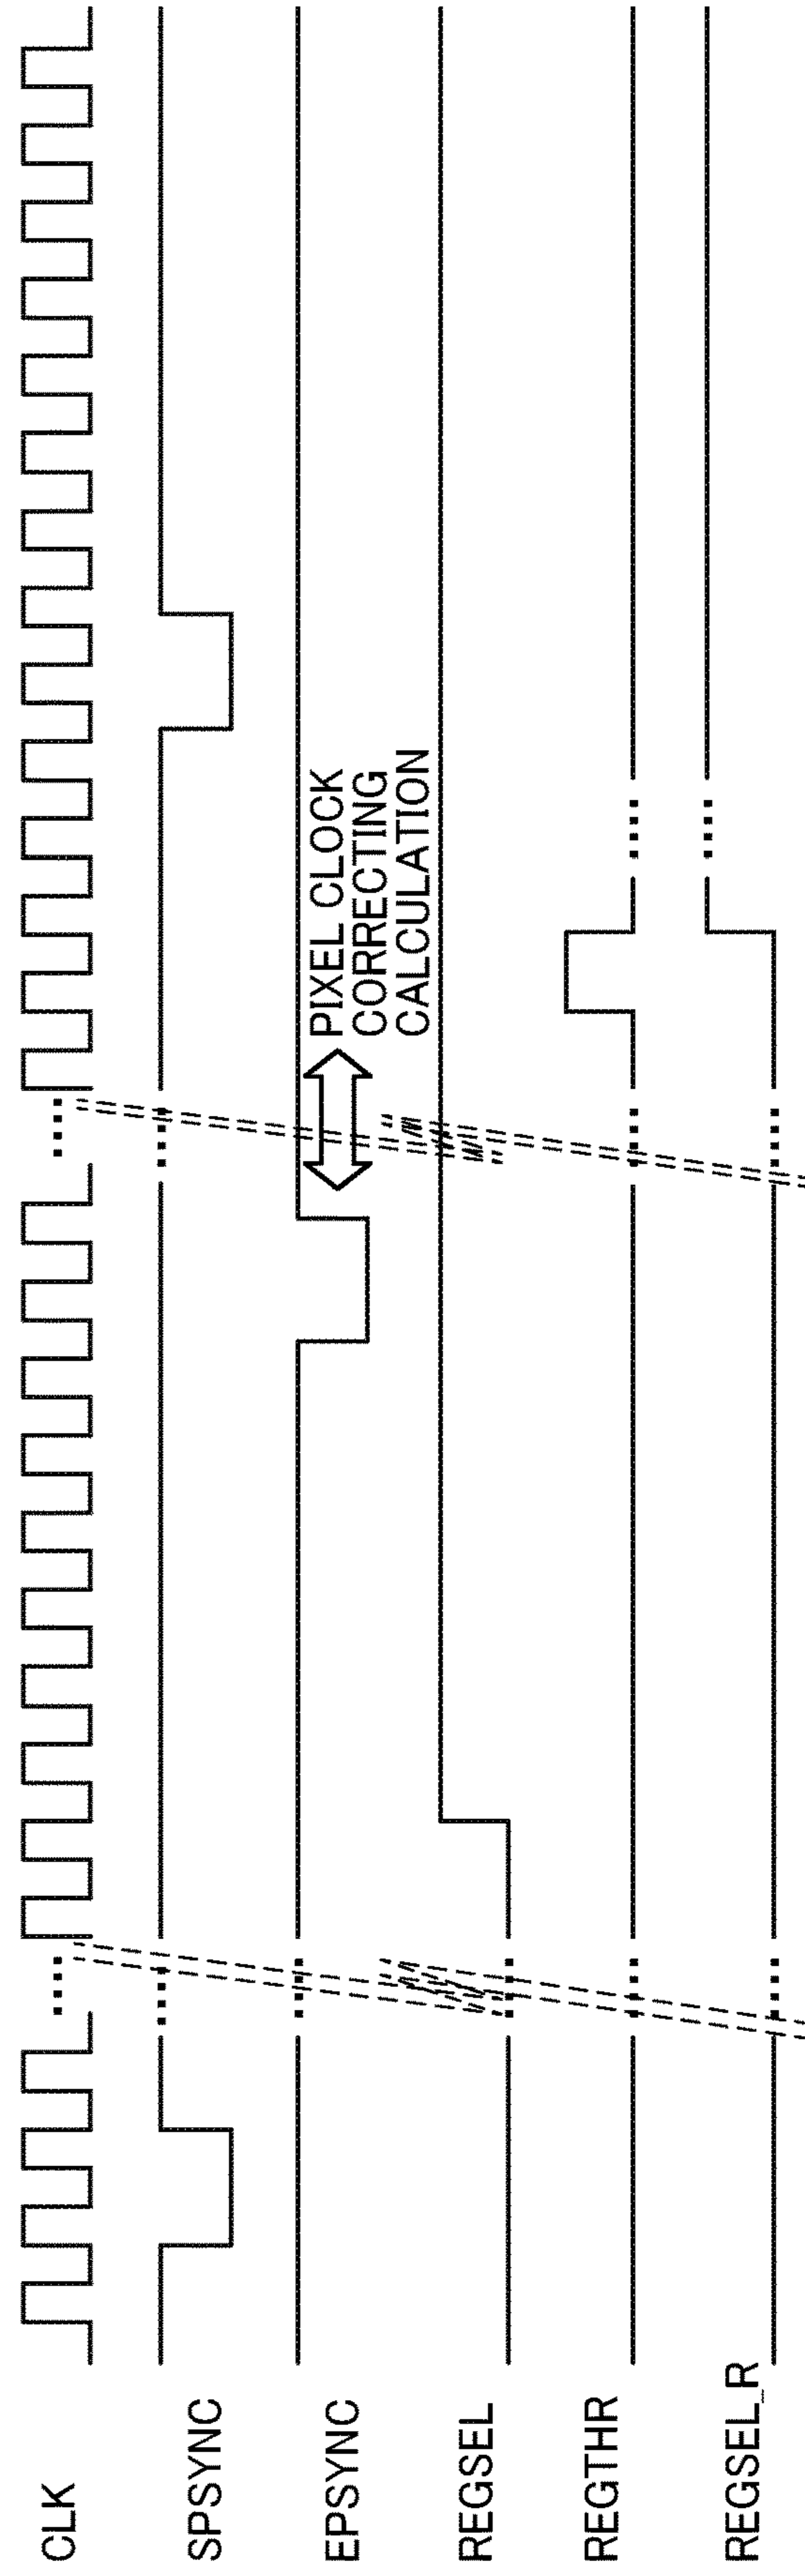 CLK
SPSYNC
EPSYNC
PIXEL CLOCK
CORRECTING
CALCULATION
REGSEL
REGTHR
REGSEL_R